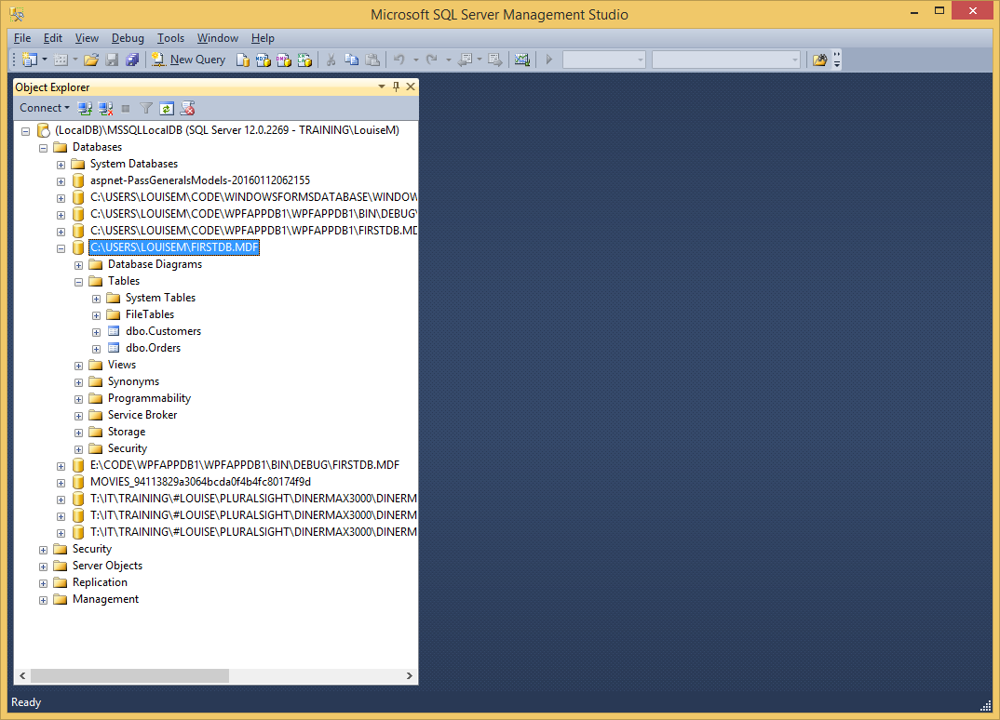 Microsoft SQL Server Management Studio
File Edit View Debug Tools Window Help
New Query
Object Explorer
Connect
(LocalDB)\MSSQLLocalDB (SQL Server 12.0.2269 - TRAINING\LouiseM)
Databases
System Databases
aspnet-PassGeneralsModels-20160112062155
C:\USERS\LOUISEM\CODE\WINDOWSFORMSDATABASE\WINDOW
C:\USERS\LOUISEM\CODE\WPFAPPDB1\WPFAPPDB1\BIN\DEBUG\
C:\USERS\LOUISEM\CODE\WPFAPPDB1\WPFAPPDB1\FIRSTDB.MD
C:\USERS\LOUISEM\FIRSTDB.MDF
Database Diagrams
Tables
System Tables
FileTables
dbo.Customers
dbo.Orders
Views
Synonyms
Programmability
Service Broker
Storage
Security
E:\CODE\WPFAPPDB1\WPFAPPDB1\BIN\DEBUG\FIRSTDB.MDF
MOVIES_94113829a3064bcda0f4b4fc80174f9d
T:\IT\TRAINING\#LOUISE\PLURALSIGHT\DINERMAX3000\DINERM
T:\IT\TRAINING\#LOUISE\PLURALSIGHT\DINERMAX3000\DINERM
T:\IT\TRAINING\#LOUISE\PLURALSIGHT\DINERMAX3000\DINERM
Security
Server Objects
Replication
Management
Ready